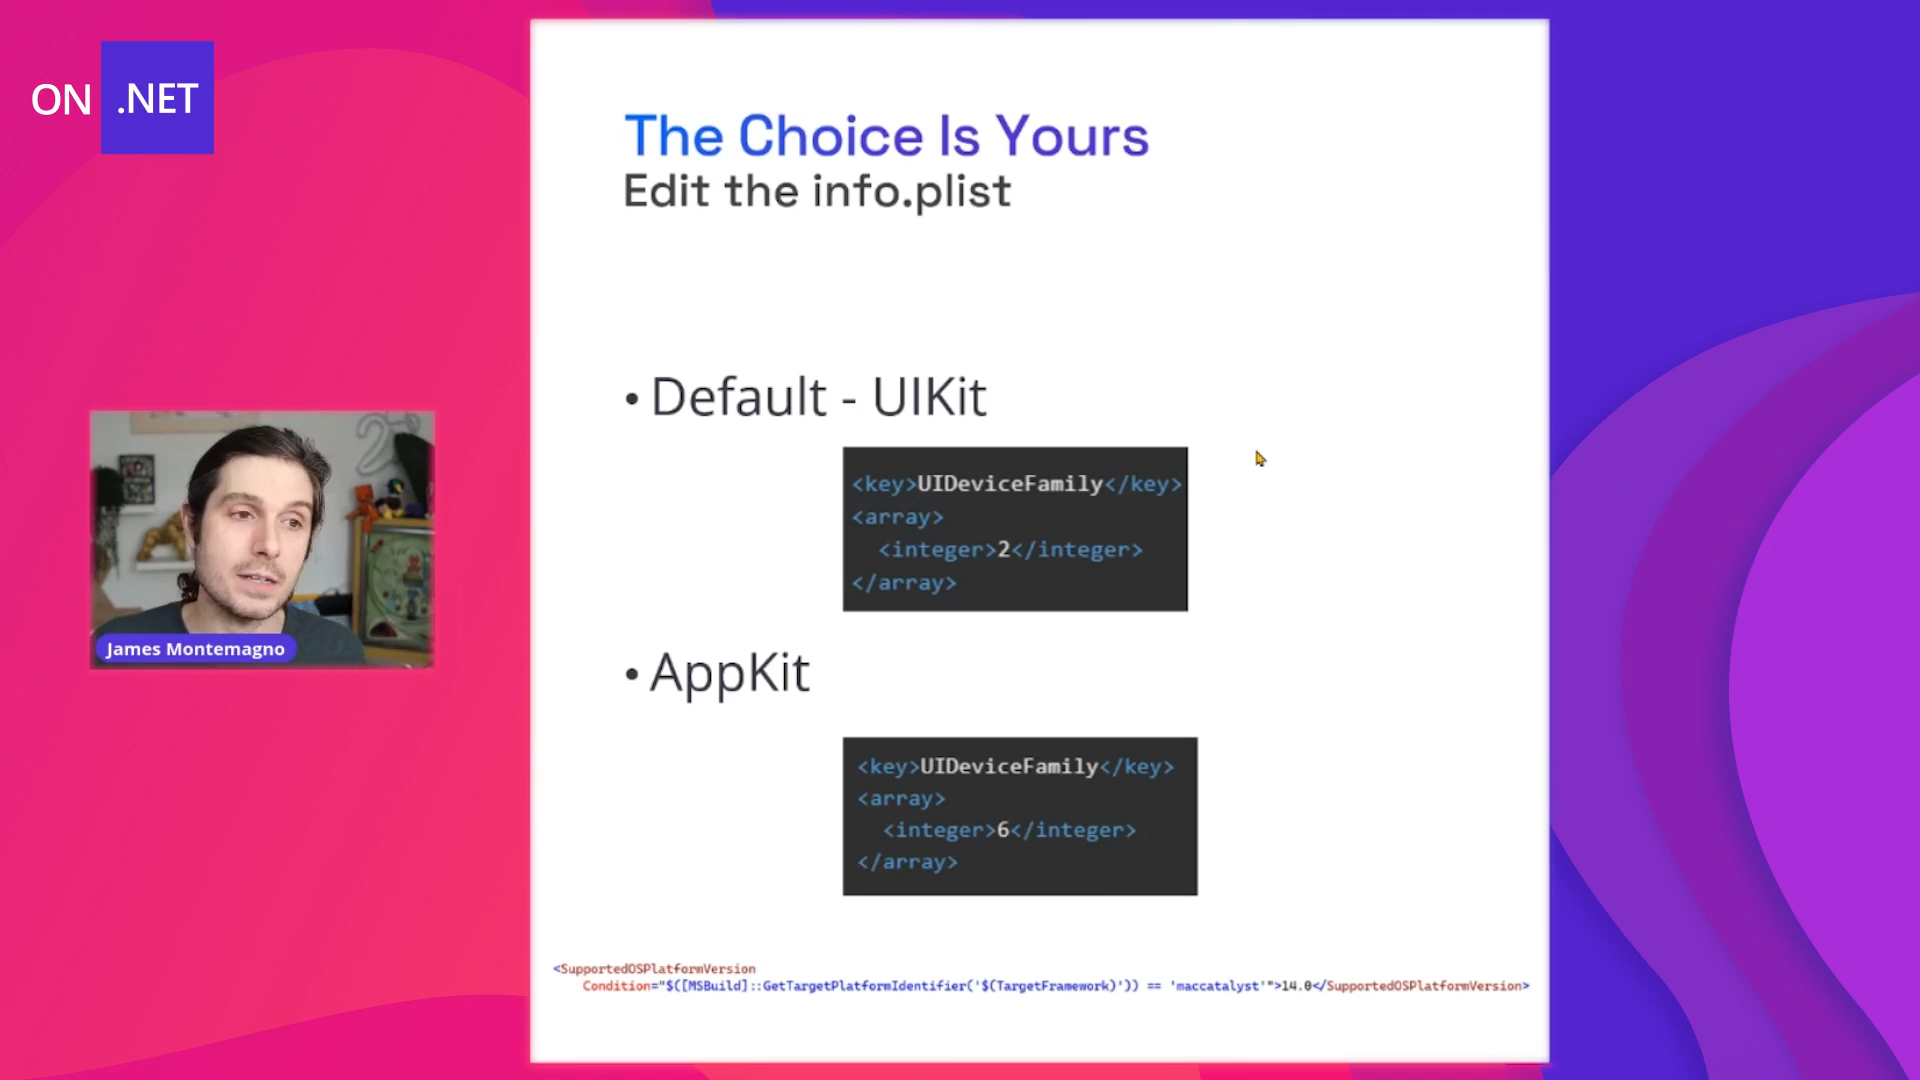 ON .NET
The Choice Is Yours
Edit the info.plist
• Default - UIKit
<key>UIDeviceFamily</key>
<array>
<integer>2</integer>
</array>
James Montemagno
• AppKit
<key>UIDeviceFamily</key>
<array>
<integer>6</integer>
</array>
<SupportedOSPlatformVersion
Condition="$([MSBuild]::GetTargetPlatformIdentifier('$(TargetFramework)')) == 'maccatalyst'">14.0</SupportedOSPlatformVersion>